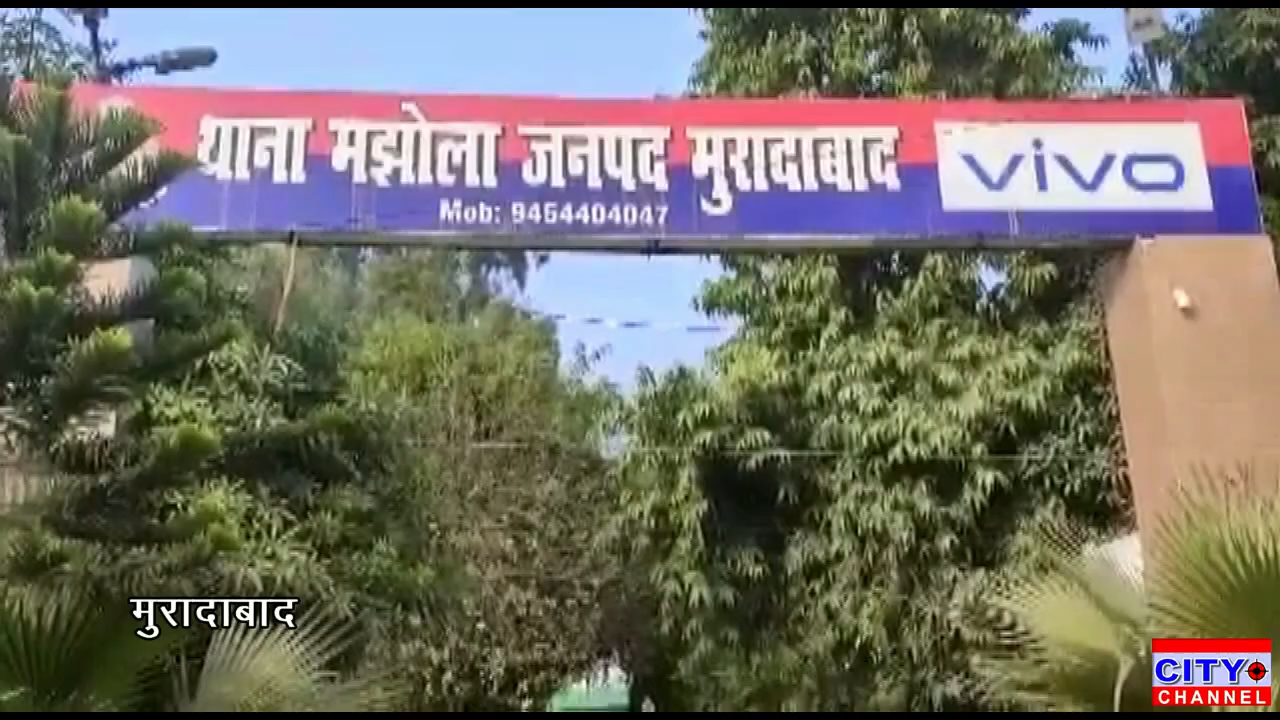 थाना मझोला जनपद मुरादाबाद
vivo
Mob: 9454404047
मुरादाबाद
CITY
CHANNEL